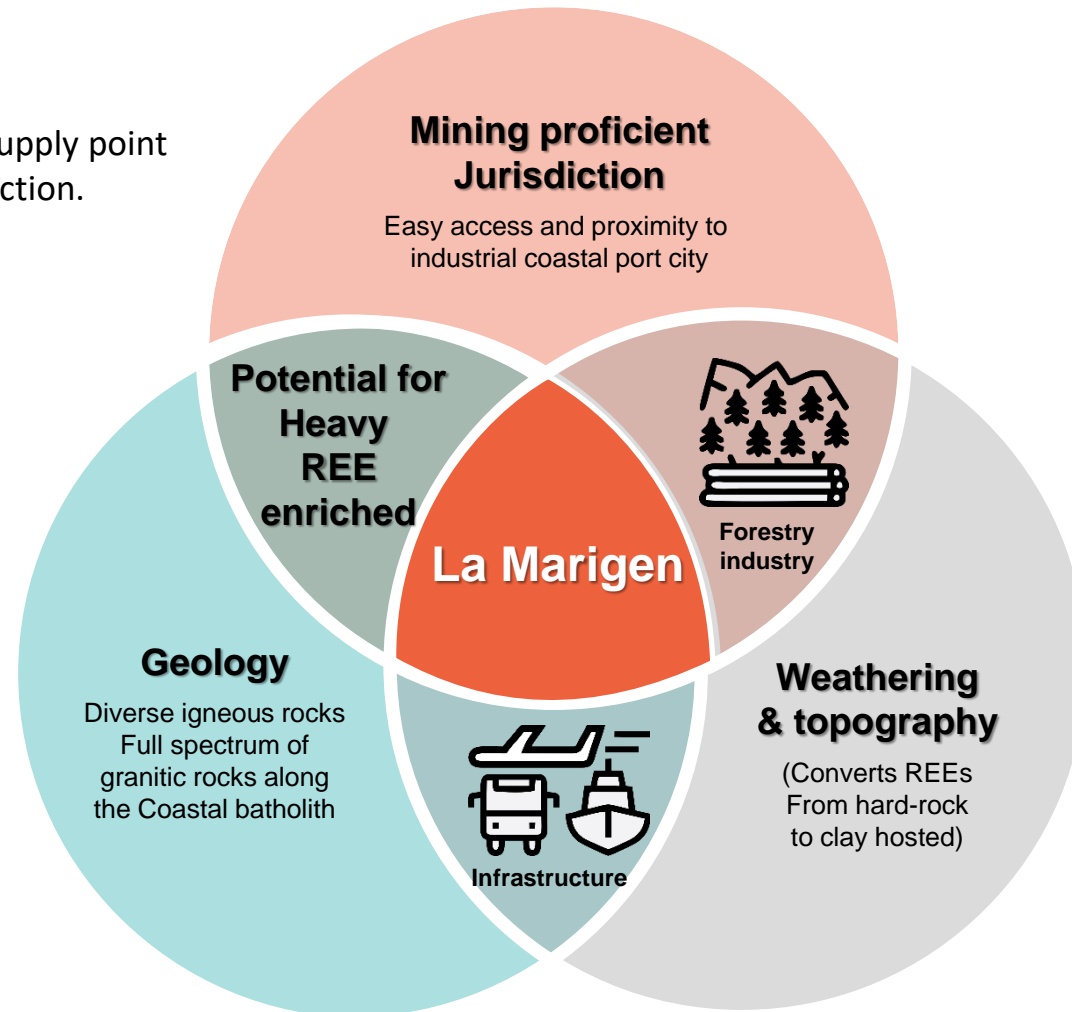 upply point
ction.
Mining proficient
Jurisdiction
Easy access and proximity to
industrial coastal port city
Potential for
Heavy
REE
enriched
Forestry
industry
La Marigen
Geology
Diverse igneous rocks
Full spectrum of
granitic rocks along
the Coastal batholith
Weathering
& topography
(Converts REEs
From hard-rock
to clay hosted)
Infrastructure